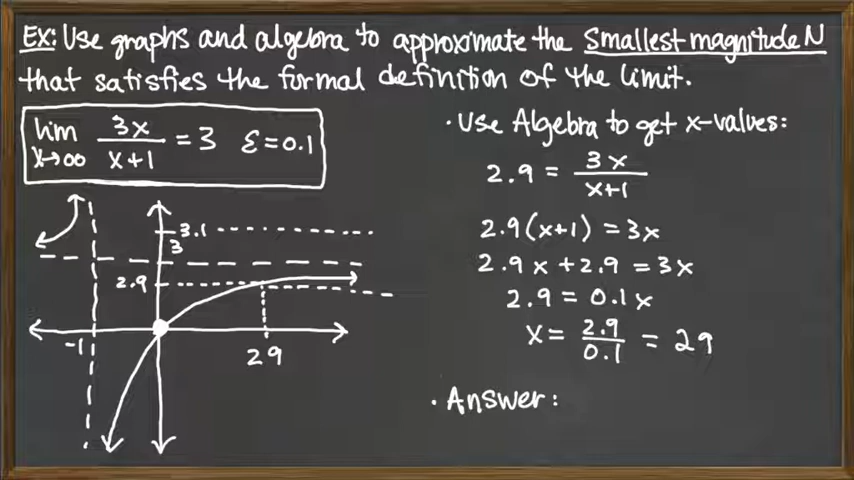 Ex: Use graphs and algebra to approximate the Smallest magnitude N
that satisfies the formal definition of the limit.
lim x→∞ 3x/(x+1) = 3 ε=0.1
3.1
3
2.9
-1
29
• Use Algebra to get x-values:
2.9 = 3x/(x+1)
2.9(x+1) = 3x
2.9x + 2.9 = 3x
2.9 = 0.1x
x = 2.9/0.1 = 29
• Answer: